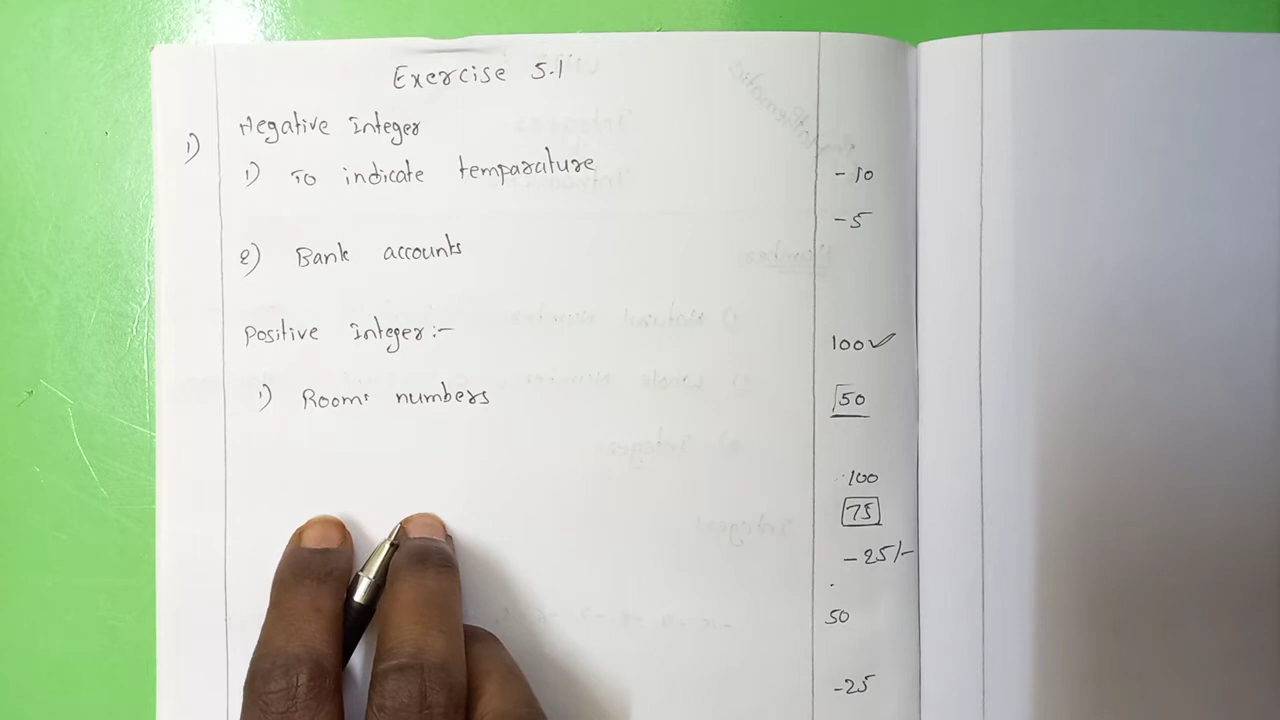 Exercise 5.1
1) Negative Integer
1) To indicate temparature
-10
-5
2) Bank accounts
Positive Integer:-
100✓
1) Rooms numbers
50
100
75
-25/-
50
-25